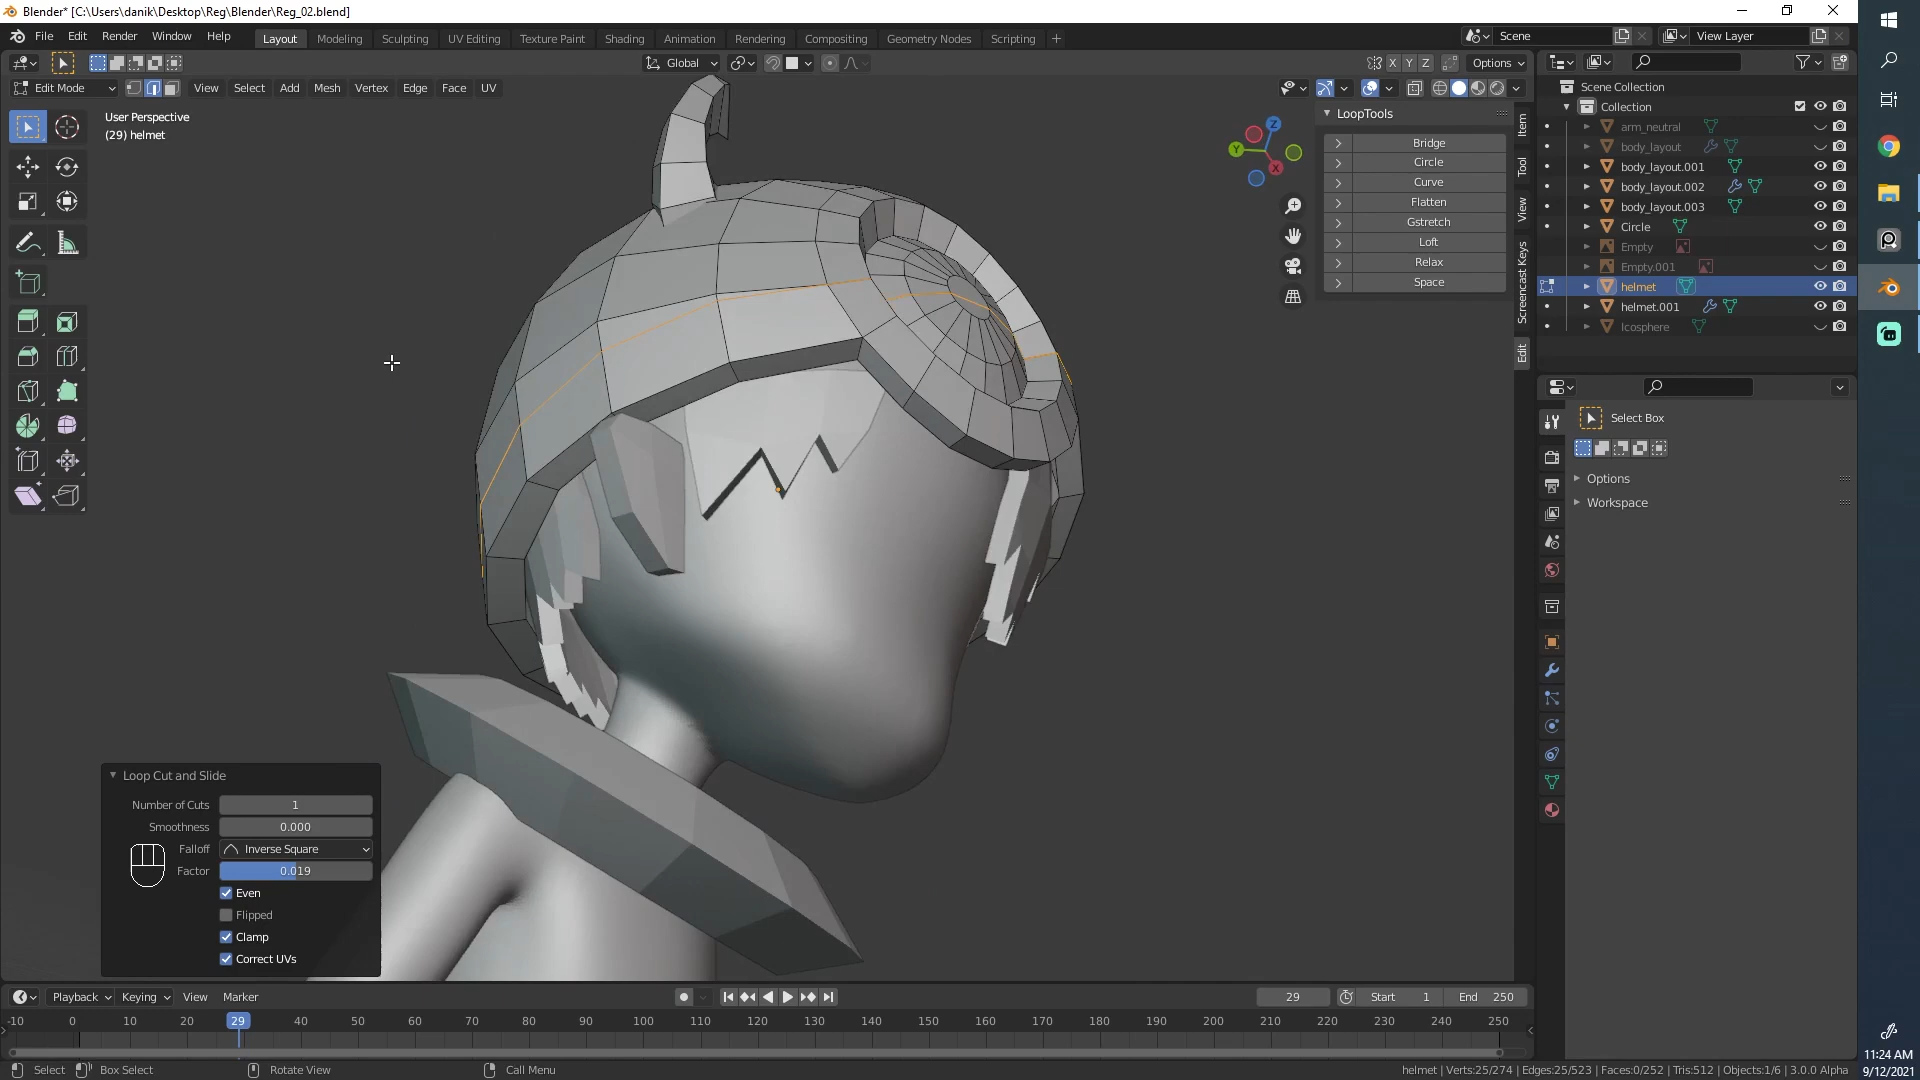 Blender* [C:\Users\danik\Desktop\Reg\Blender\Reg_02.blend]
File Edit Render Window Help
Layout Modeling Sculpting UV Editing Texture Paint Shading Animation Rendering Compositing Geometry Nodes Scripting +
Scene View Layer
Global X Y Z Options
Edit Mode View Select Add Mesh Vertex Edge Face UV
User Perspective
(29) helmet
Z
Y
X
LoopTools
Bridge
Circle
Curve
Flatten
Gstretch
Loft
Relax
Space
Item
Tool
View
Screencast Keys
Edit
Scene Collection
Collection
arm_neutral
body_layout
body_layout.001
body_layout.002
body_layout.003
Circle
Empty
Empty.001
helmet
helmet.001
Icosphere
Select Box
Options
Workspace
Loop Cut and Slide
Number of Cuts 1
Smoothness 0.000
Falloff Inverse Square
Factor 0.019
Even
Flipped
Clamp
Correct UVs
Playback Keying View Marker 29 Start 1 End 250
-10 0 10 20 29 40 50 60 70 80 90 100 110 120 130 140 150 160 170 180 190 200 210 220 230 240 250
Select Box Select Rotate View Call Menu helmet | Verts:25/274 | Edges:25/523 | Faces:0/252 | Tris:512 | Objects:1/6 | 3.0.0 Alpha
11:24 AM
9/12/2021